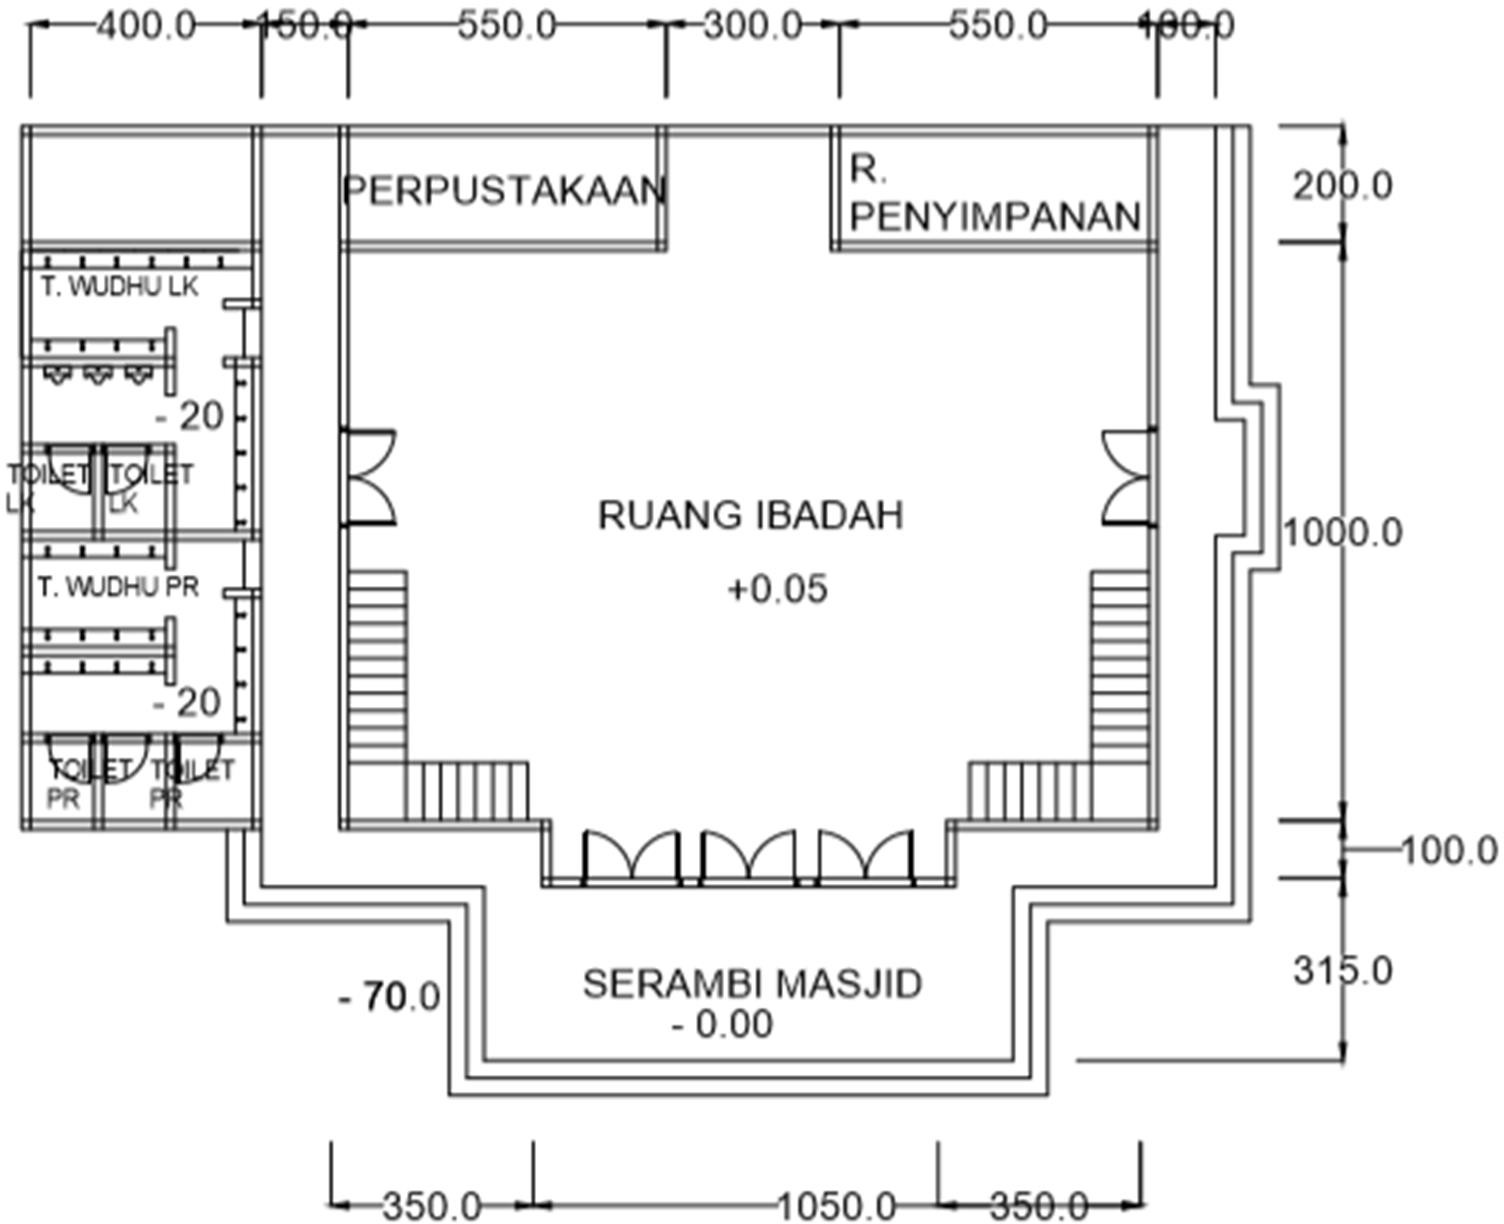 400.0 150.0 550.0 300.0 550.0 100.0
PERPUSTAKAAN
R.
PENYIMPANAN
200.0
T. WUDHU LK
- 20
TOILET TOILET
LK LK
RUANG IBADAH
+0.05
1000.0
T. WUDHU PR
- 20
TOILET TOILET
PR PR
100.0
SERAMBI MASJID
- 0.00
- 70.0
315.0
350.0 1050.0 350.0